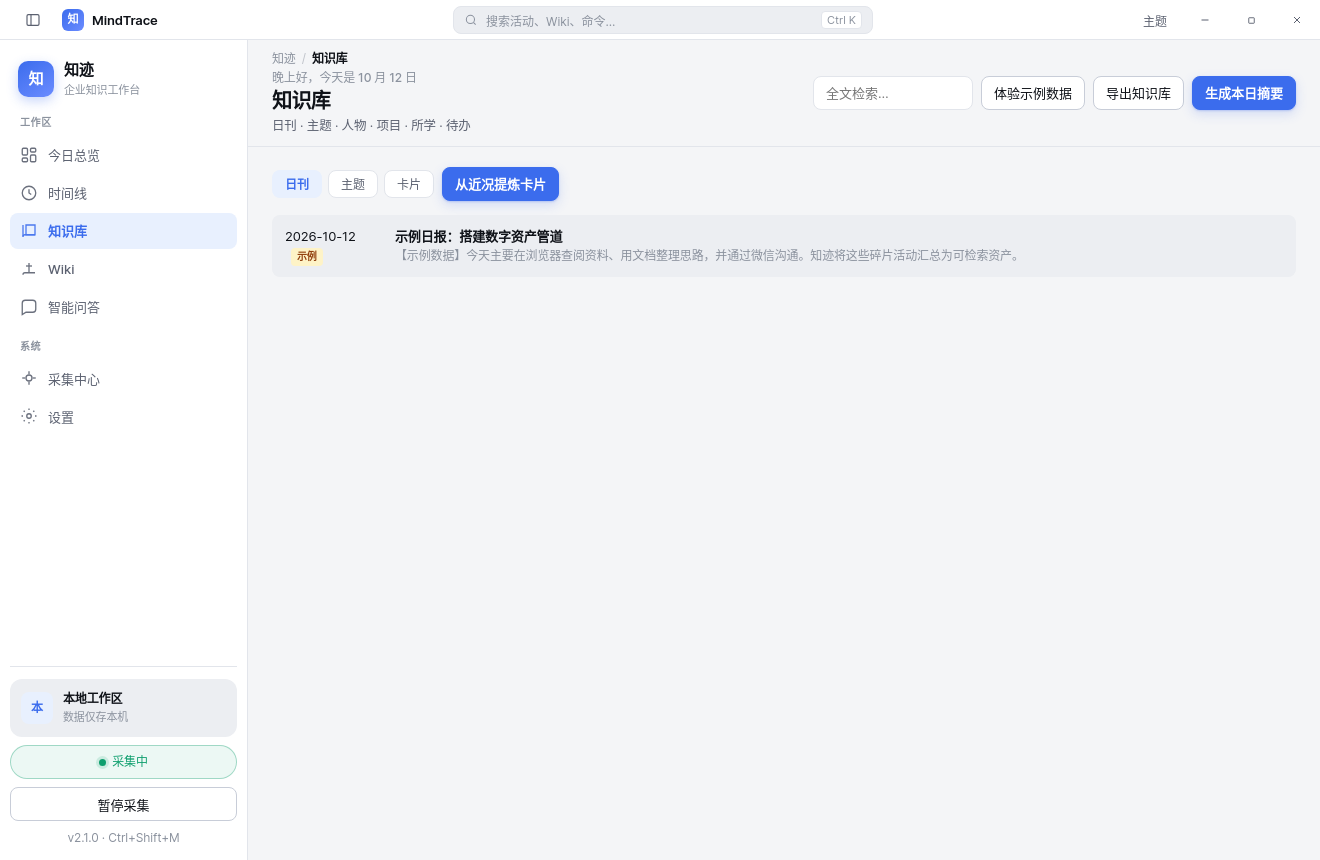 知 MindTrace
搜索活动、Wiki、命令... Ctrl K
主题
知 知迹
企业知识工作台
工作区
今日总览
时间线
知识库
Wiki
智能问答
系统
采集中心
设置
本 本地工作区
数据仅存本机
采集中
暂停采集
v2.1.0 · Ctrl+Shift+M
知迹 / 知识库
晚上好，今天是 10 月 12 日
知识库
日刊 · 主题 · 人物 · 项目 · 所学 · 待办
全文检索...
体验示例数据
导出知识库
生成本日摘要
日刊
主题
卡片
从近况提炼卡片
2026-10-12
示例
示例日报：搭建数字资产管道
【示例数据】今天主要在浏览器查阅资料、用文档整理思路，并通过微信沟通。知迹将这些碎片活动汇总为可检索资产。